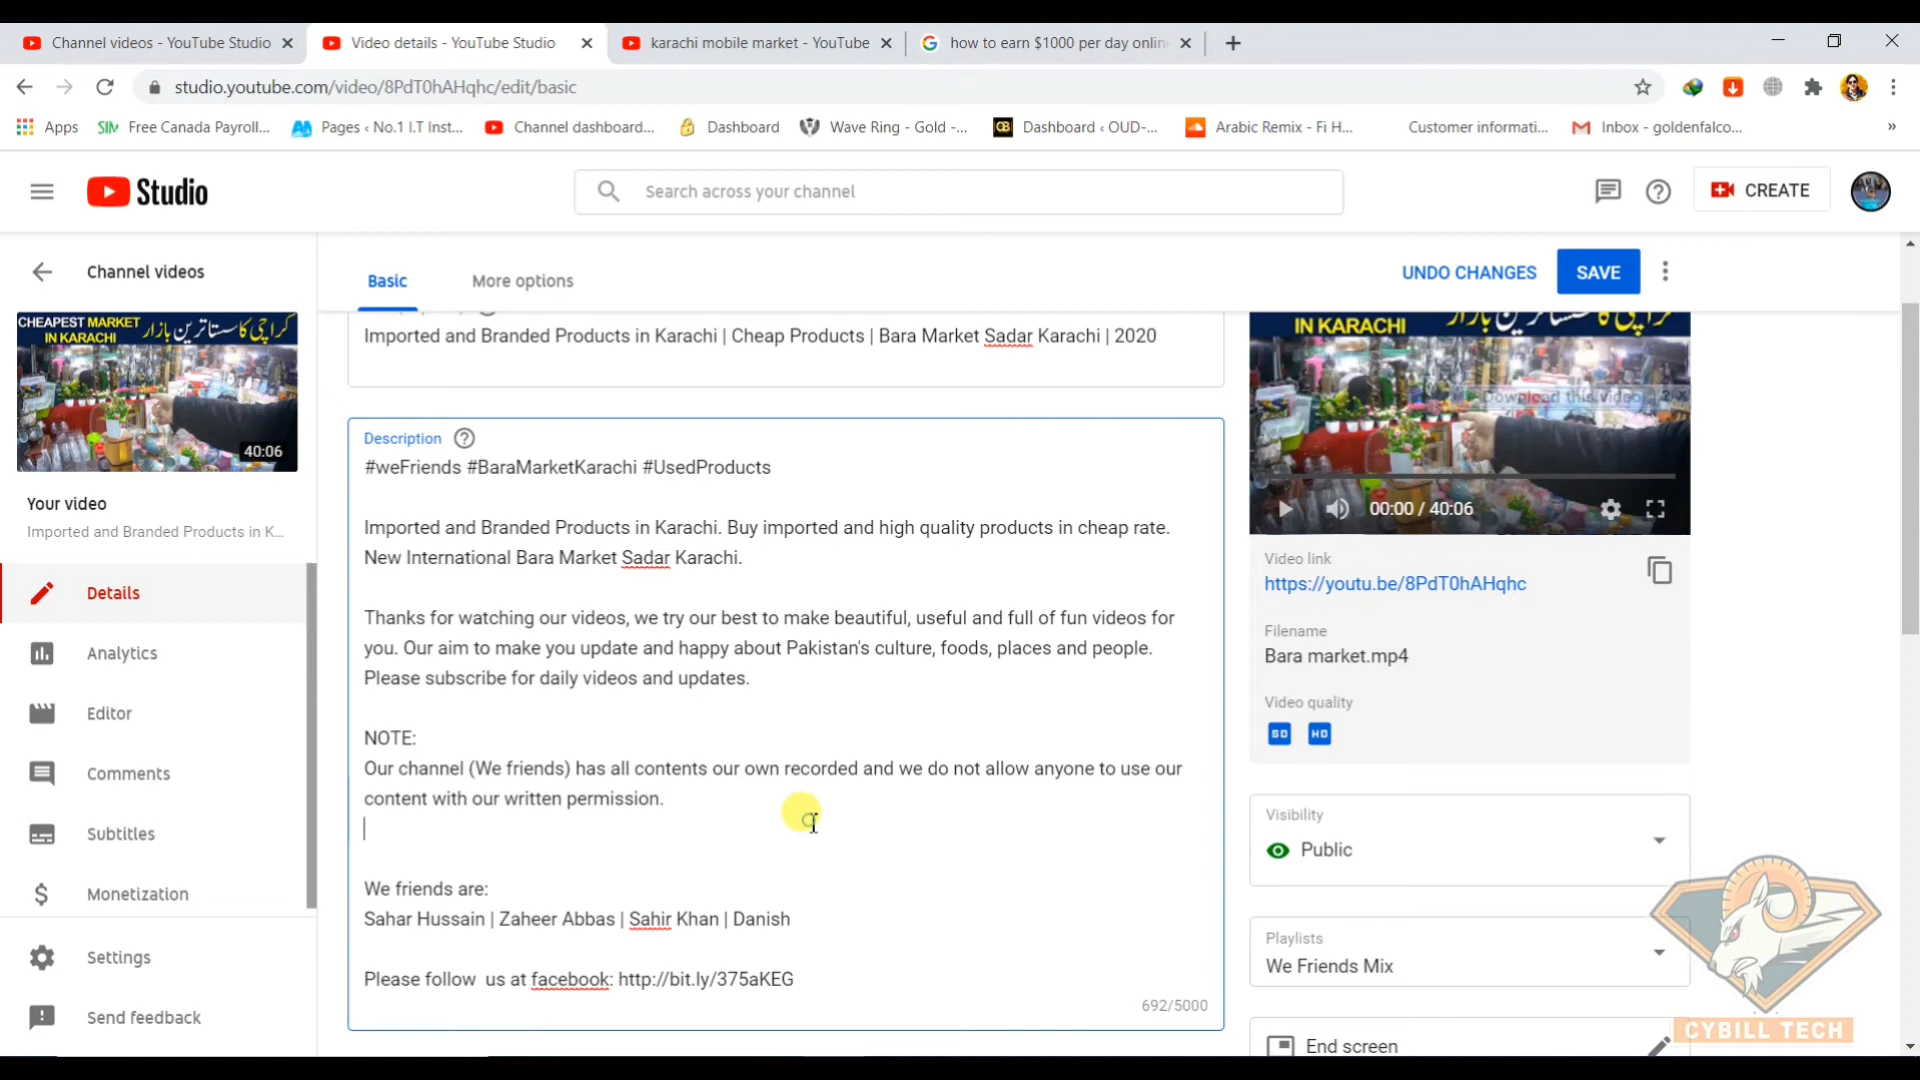 Channel videos - YouTube Studio
Video details - YouTube Studio
karachi mobile market - YouTube
how to earn $1000 per day onlin
studio.youtube.com/video/8PdT0hAHqhc/edit/basic
Apps
Free Canada Payroll...
Pages ‹ No.1 I.T Inst...
Channel dashboard...
Dashboard
Wave Ring - Gold -...
Dashboard ‹ OUD-...
Arabic Remix - Fi H...
Customer informati...
Inbox - goldenfalco...
»
Studio
Search across your channel
CREATE
Channel videos
Basic
More options
UNDO CHANGES
SAVE
CHEAPEST MARKET
IN KARACHI
کراچی کا سستا ترین بازار
40:06
Your video
Imported and Branded Products in K...
Details
Analytics
Editor
Comments
Subtitles
Monetization
Settings
Send feedback
Imported and Branded Products in Karachi | Cheap Products | Bara Market Sadar Karachi | 2020
Description
#weFriends #BaraMarketKarachi #UsedProducts
Imported and Branded Products in Karachi. Buy imported and high quality products in cheap rate.
New International Bara Market Sadar Karachi.
Thanks for watching our videos, we try our best to make beautiful, useful and full of fun videos for
you. Our aim to make you update and happy about Pakistan's culture, foods, places and people.
Please subscribe for daily videos and updates.
NOTE:
Our channel (We friends) has all contents our own recorded and we do not allow anyone to use our
content with our written permission.
We friends are:
Sahar Hussain | Zaheer Abbas | Sahir Khan | Danish
Please follow  us at facebook: http://bit.ly/375aKEG
692/5000
IN KARACHI
Download this video
00:00 / 40:06
Video link
https://youtu.be/8PdT0hAHqhc
Filename
Bara market.mp4
Video quality
SD
HD
Visibility
Public
Playlists
We Friends Mix
End screen
CYBILL TECH